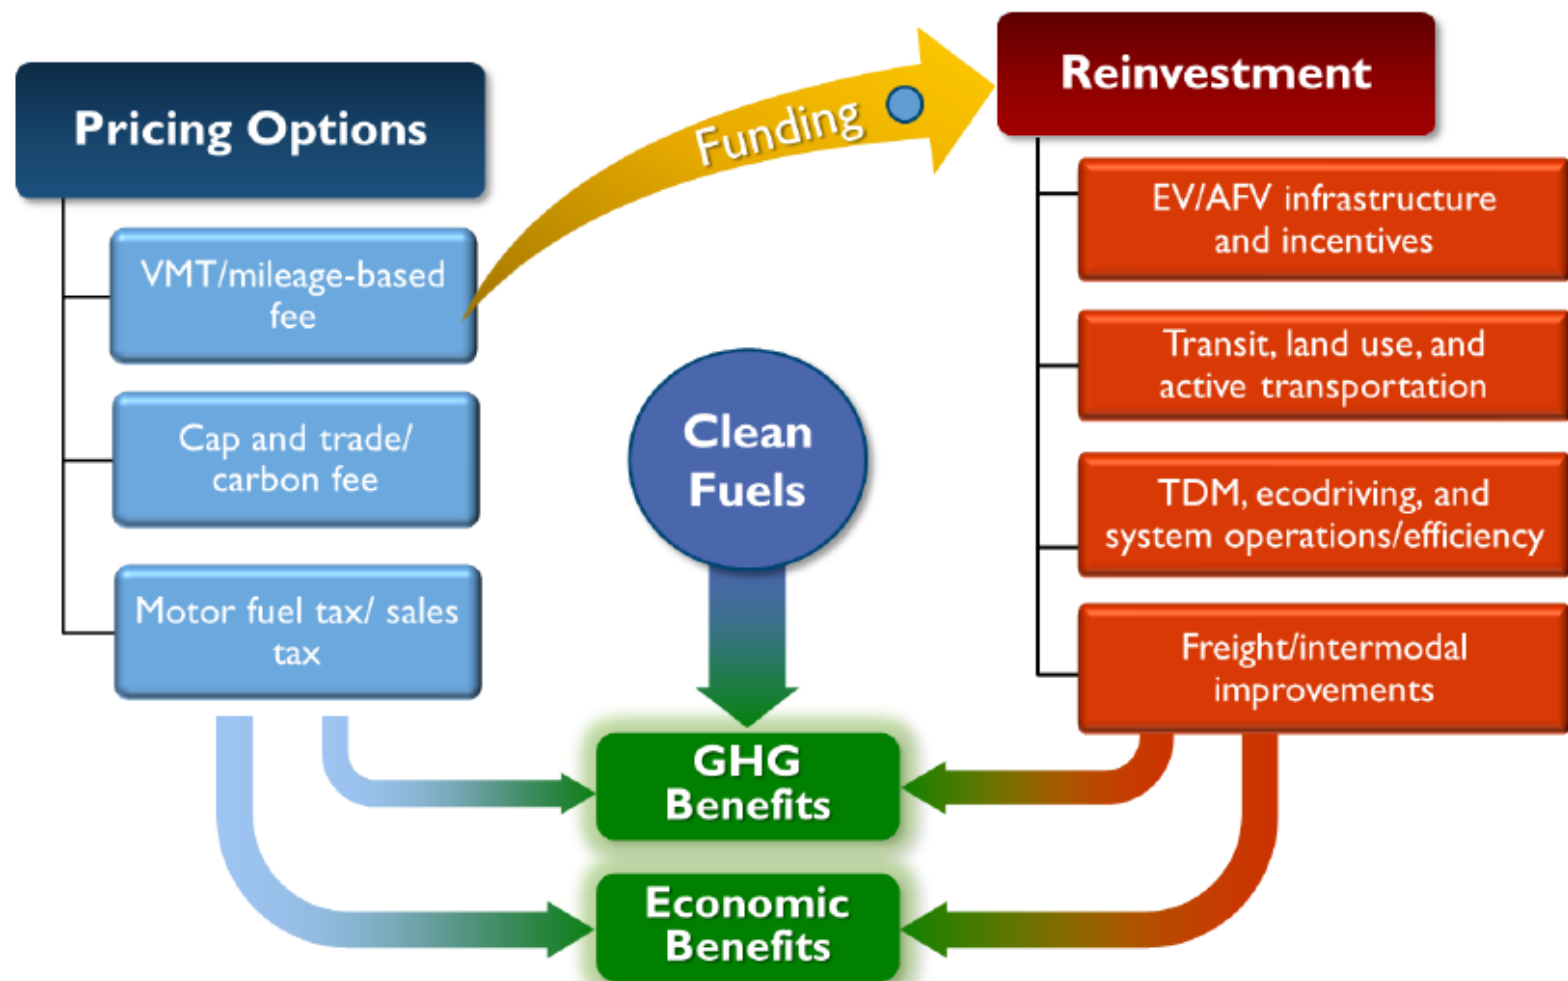 Pricing Options
VMT/mileage-based
fee
Cap and trade/
carbon fee
Motor fuel tax/ sales
tax
Funding
Clean
Fuels
GHG
Benefits
Economic
Benefits
Reinvestment
EV/AFV infrastructure
and incentives
Transit, land use, and
active transportation
TDM, ecodriving, and
system operations/efficiency
Freight/intermodal
improvements